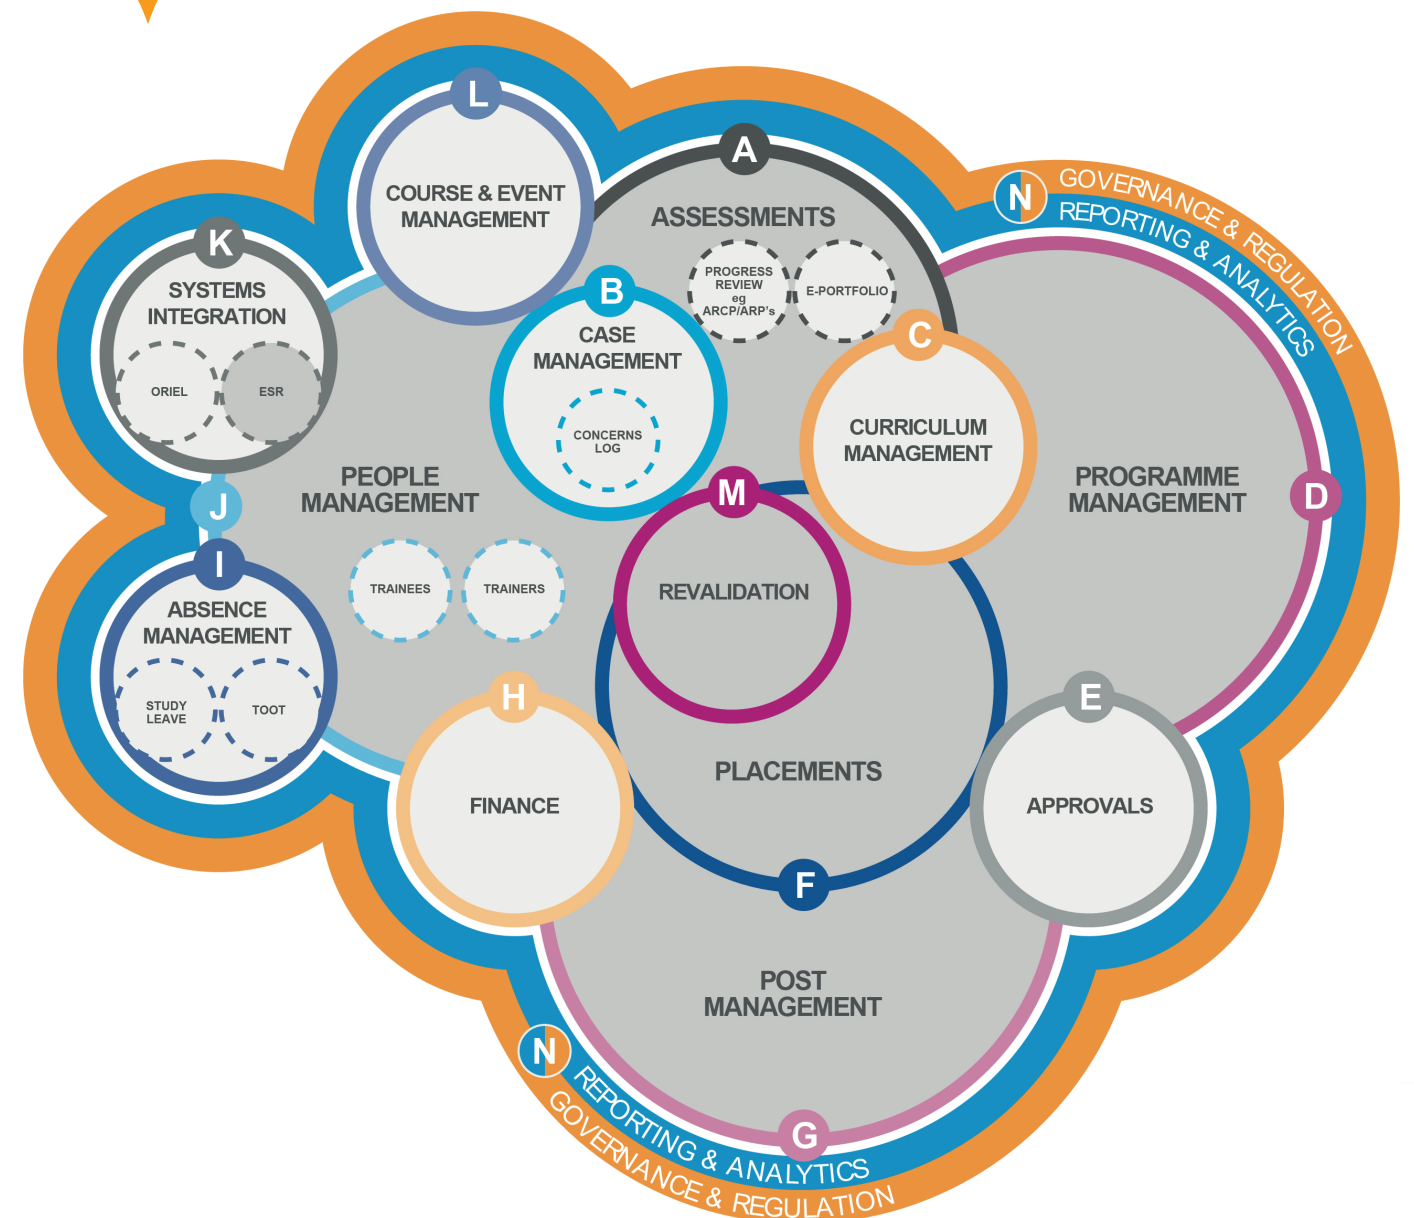 L
COURSE & EVENT
MANAGEMENT
A
ASSESSMENTS
PROGRESS
REVIEW
eg
ARCP/ARP's
E-PORTFOLIO
N
GOVERNANCE & REGULATION
REPORTING & ANALYTICS
K
SYSTEMS
INTEGRATION
ORIEL
ESR
B
CASE
MANAGEMENT
CONCERNS
LOG
C
CURRICULUM
MANAGEMENT
PEOPLE
MANAGEMENT
TRAINEES
TRAINERS
J
M
REVALIDATION
PROGRAMME
MANAGEMENT
D
I
ABSENCE
MANAGEMENT
STUDY
LEAVE
TOOT
H
FINANCE
PLACEMENTS
F
E
APPROVALS
POST
MANAGEMENT
G
N
REPORTING & ANALYTICS
GOVERNANCE & REGULATION